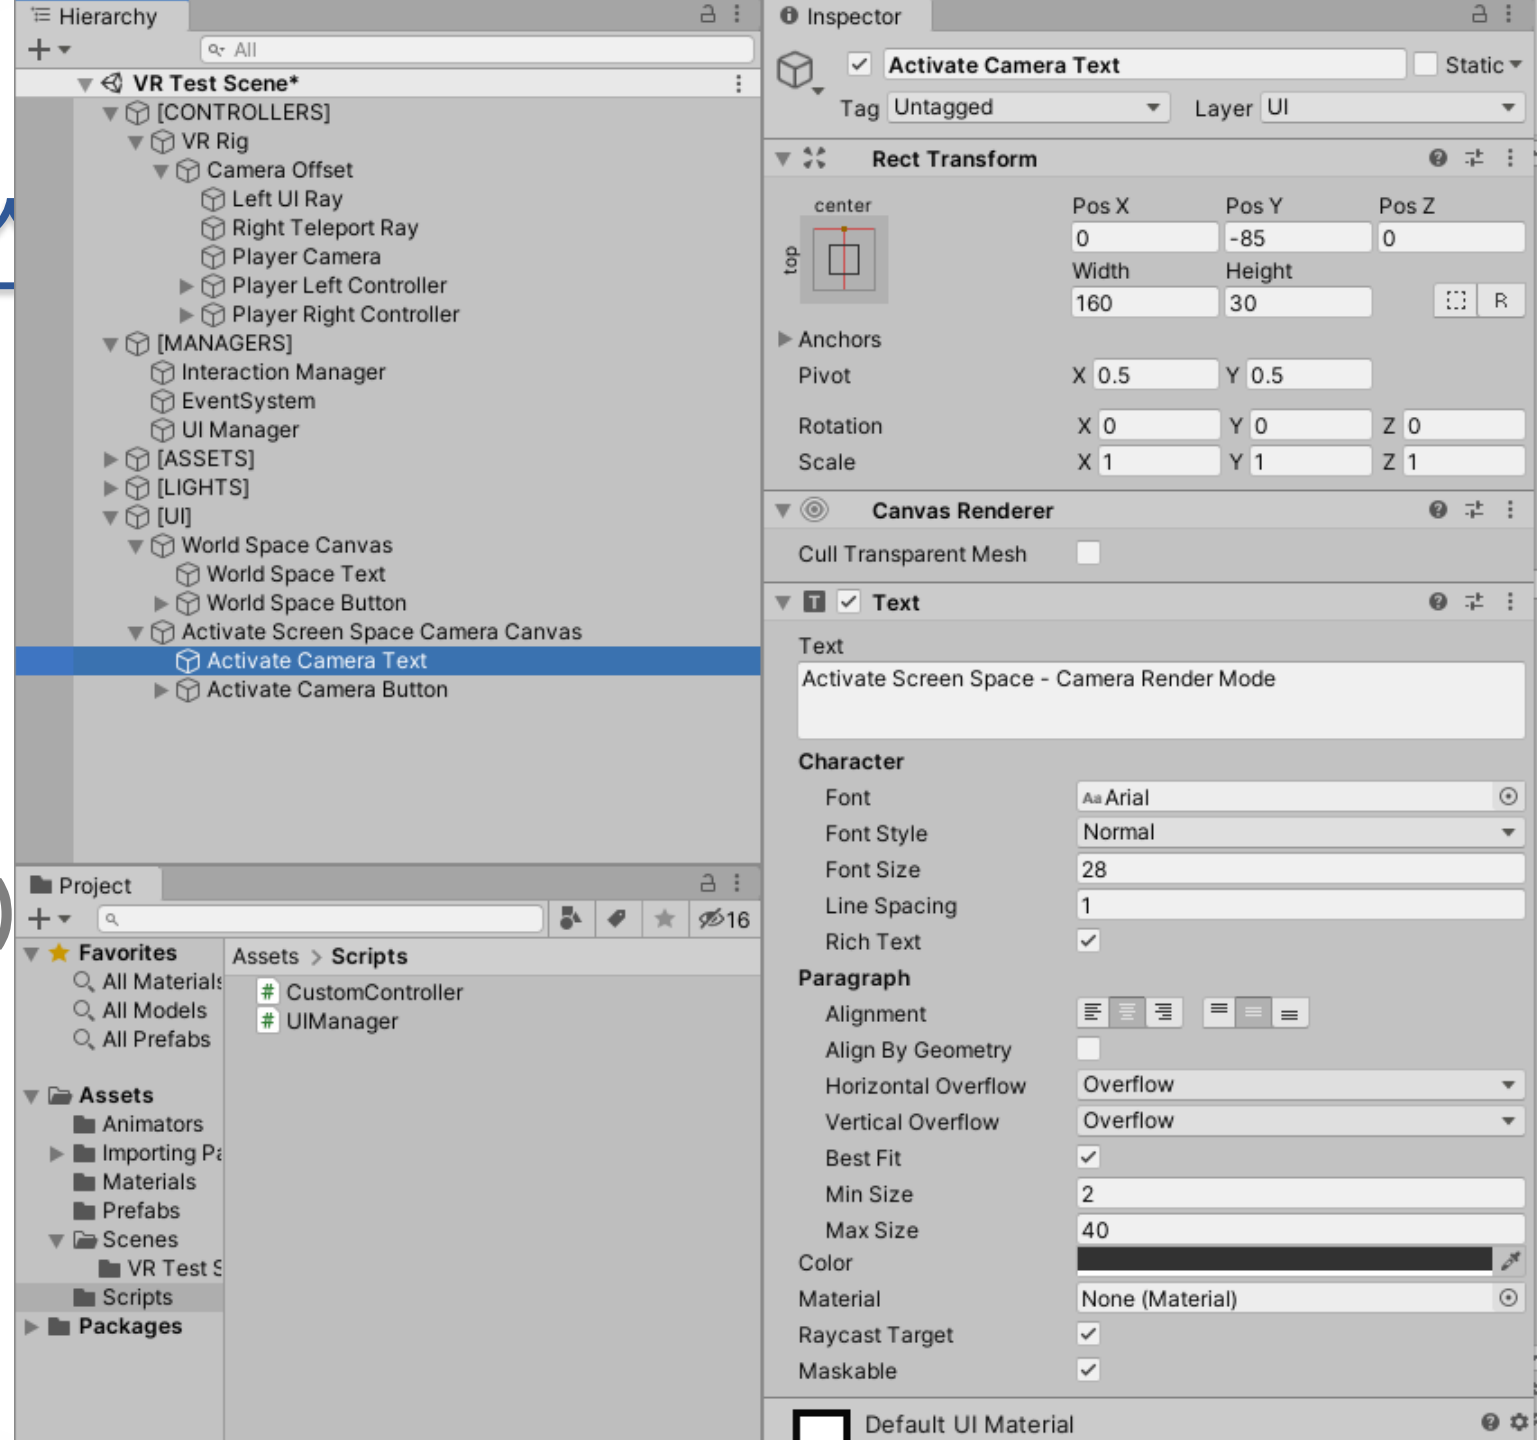 Hierarchy
All
VR Test Scene*
[CONTROLLERS]
VR Rig
Camera Offset
Left UI Ray
Right Teleport Ray
Player Camera
Player Left Controller
Player Right Controller
[MANAGERS]
Interaction Manager
EventSystem
UI Manager
[ASSETS]
[LIGHTS]
[UI]
World Space Canvas
World Space Text
World Space Button
Activate Screen Space Camera Canvas
Activate Camera Text
Activate Camera Button
Project
16
Favorites
All Materials
All Models
All Prefabs
Assets
Animators
Importing Pa
Materials
Prefabs
Scenes
VR Test S
Scripts
Packages
Assets > Scripts
CustomController
UIManager
Inspector
Activate Camera Text Static
Tag Untagged Layer UI
Rect Transform
center
top
Pos X Pos Y Pos Z
0 -85 0
Width Height
160 30 R
Anchors
Pivot X 0.5 Y 0.5
Rotation X 0 Y 0 Z 0
Scale X 1 Y 1 Z 1
Canvas Renderer
Cull Transparent Mesh
T Text
Text
Activate Screen Space - Camera Render Mode
Character
Font Aa Arial
Font Style Normal
Font Size 28
Line Spacing 1
Rich Text
Paragraph
Alignment
Align By Geometry
Horizontal Overflow Overflow
Vertical Overflow Overflow
Best Fit
Min Size 2
Max Size 40
Color
Material None (Material)
Raycast Target
Maskable
Default UI Material